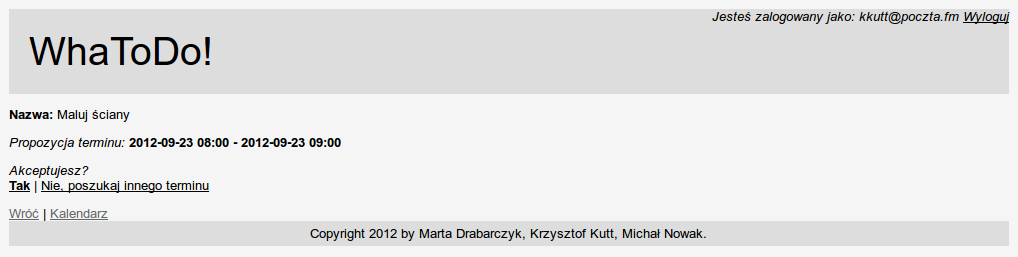 Jesteś zalogowany jako: kkutt@poczta.fm Wyloguj
WhaToDo!
Nazwa: Maluj ściany
Propozycja terminu: 2012-09-23 08:00 - 2012-09-23 09:00
Akceptujesz?
Tak | Nie, poszukaj innego terminu
Wróć | Kalendarz
Copyright 2012 by Marta Drabarczyk, Krzysztof Kutt, Michał Nowak.